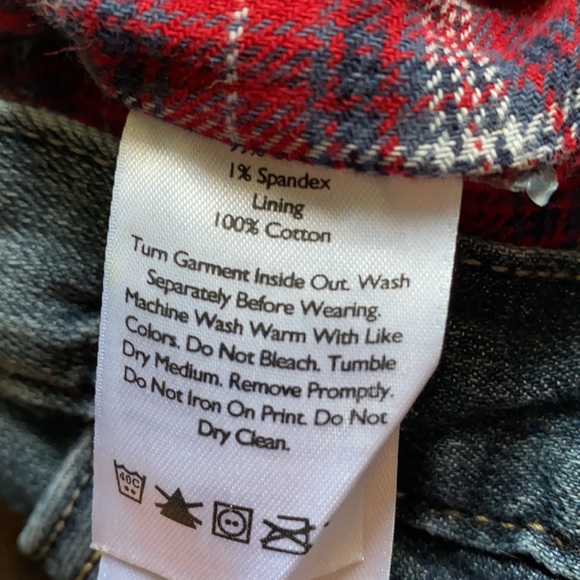 1% Spandex
Lining
100% Cotton
Turn Garment Inside Out. Wash
Separately Before Wearing.
Machine Wash Warm With Like
Colors. Do Not Bleach. Tumble
Dry Medium. Remove Promptly.
Do Not Iron On Print. Do Not
Dry Clean.
40C